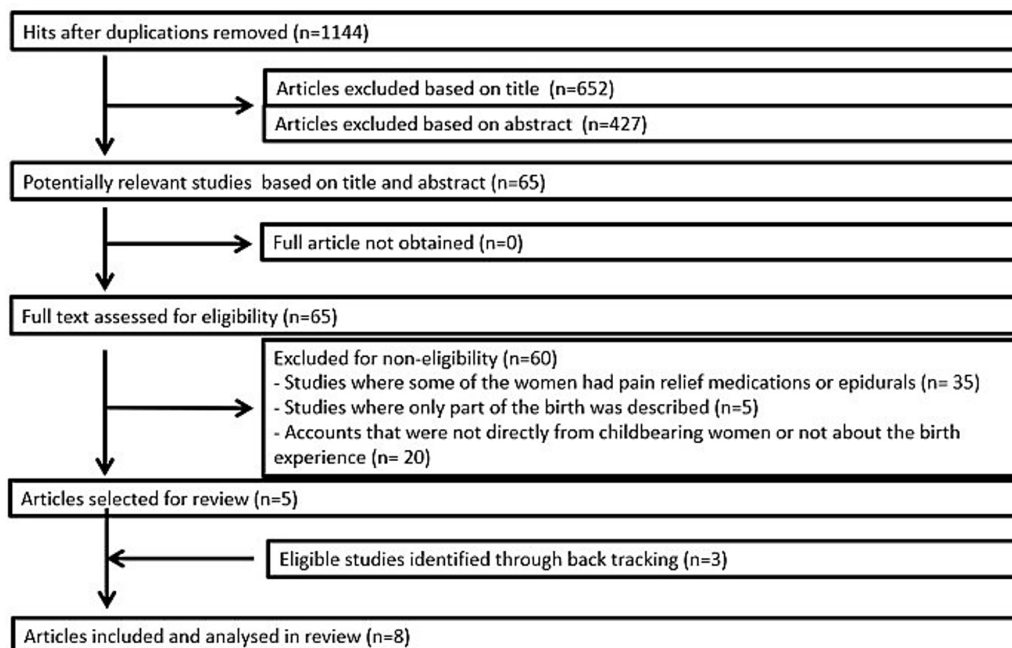 Hits after duplications removed (n=1144)
Articles excluded based on title (n=652)
Articles excluded based on abstract (n=427)
Potentially relevant studies based on title and abstract (n=65)
Full article not obtained (n=0)
Full text assessed for eligibility (n=65)
Excluded for non-eligibility (n=60)
- Studies where some of the women had pain relief medications or epidurals (n= 35)
- Studies where only part of the birth was described (n=5)
- Accounts that were not directly from childbearing women or not about the birth
experience (n= 20)
Articles selected for review (n=5)
Eligible studies identified through back tracking (n=3)
Articles included and analysed in review (n=8)